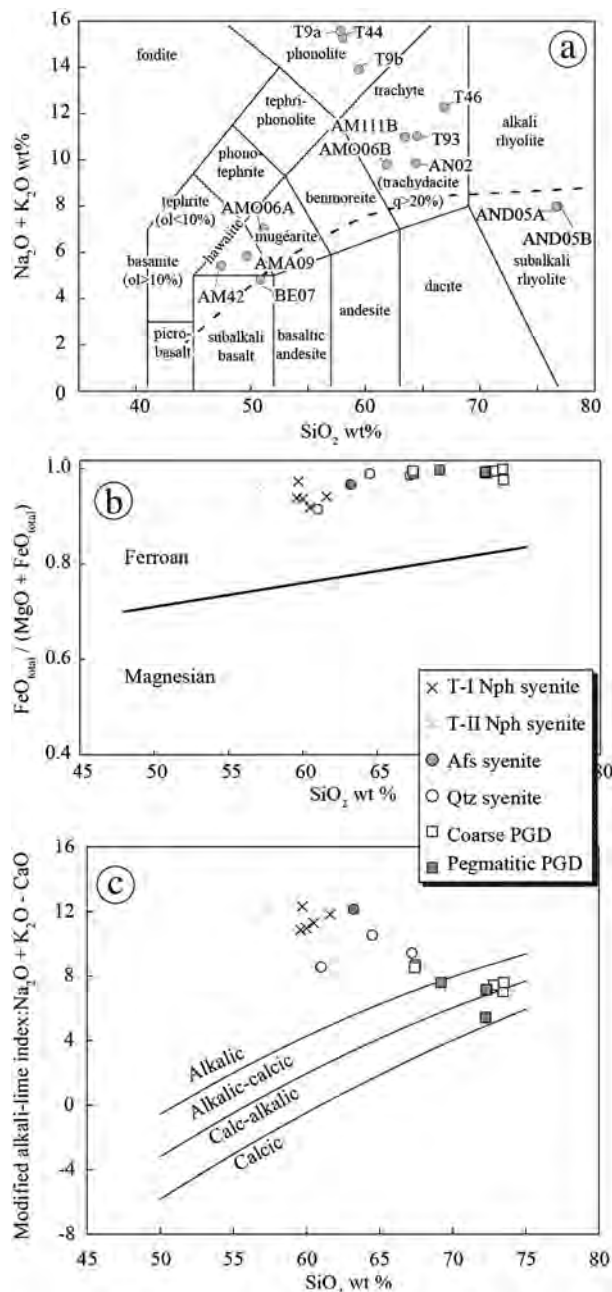 a
T9a
T44
phonolite
foidite
T9b
trachyte
tephri-
phonolite
T46
AM111B
T93
alkali
rhyolite
phono-
tephrite
AMO06B
AN02
(trachydacite
q>20%)
benmoreite
tephrite
(ol<10%)
AMO06A
hawaiite
mugéarite
AND05A
AND05B
basanite
(ol>10%)
AMA09
subalkali
rhyolite
AM42
BE07
dacite
andesite
picro-
basalt
subalkali
basalt
basaltic
andesite
16
14
12
10
8
6
4
2
0
Na2O + K2O wt%
40
50
60
70
80
SiO2 wt%
b
1.0
0.8
0.6
0.4
FeOtotal / (MgO + FeOtotal)
Ferroan
Magnesian
45
50
55
60
65
70
75
80
SiO2 wt %
T-I Nph syenite
T-II Nph syenite
Afs syenite
Qtz syenite
Coarse PGD
Pegmatitic PGD
c
16
12
8
4
0
-4
-8
Modified alkali-lime index:Na2O + K2O - CaO
Alkalic
Alkalic-calcic
Calc-alkalic
Calcic
45
50
55
60
65
70
75
80
SiO2 wt %